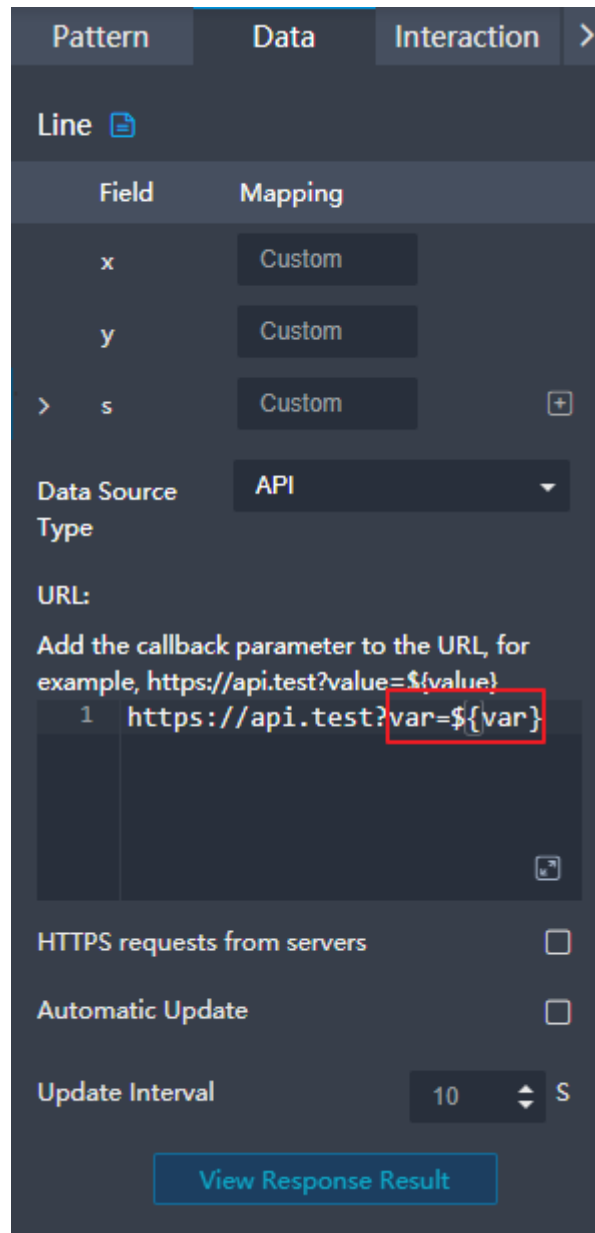 Pattern Data Interaction >
Line
Field Mapping
x Custom
y Custom
> s Custom +
Data Source Type API
URL:
Add the callback parameter to the URL, for
example, https://api.test?value=${value}
1 https://api.test?var=${var}
HTTPS requests from servers
Automatic Update
Update Interval 10 S
View Response Result